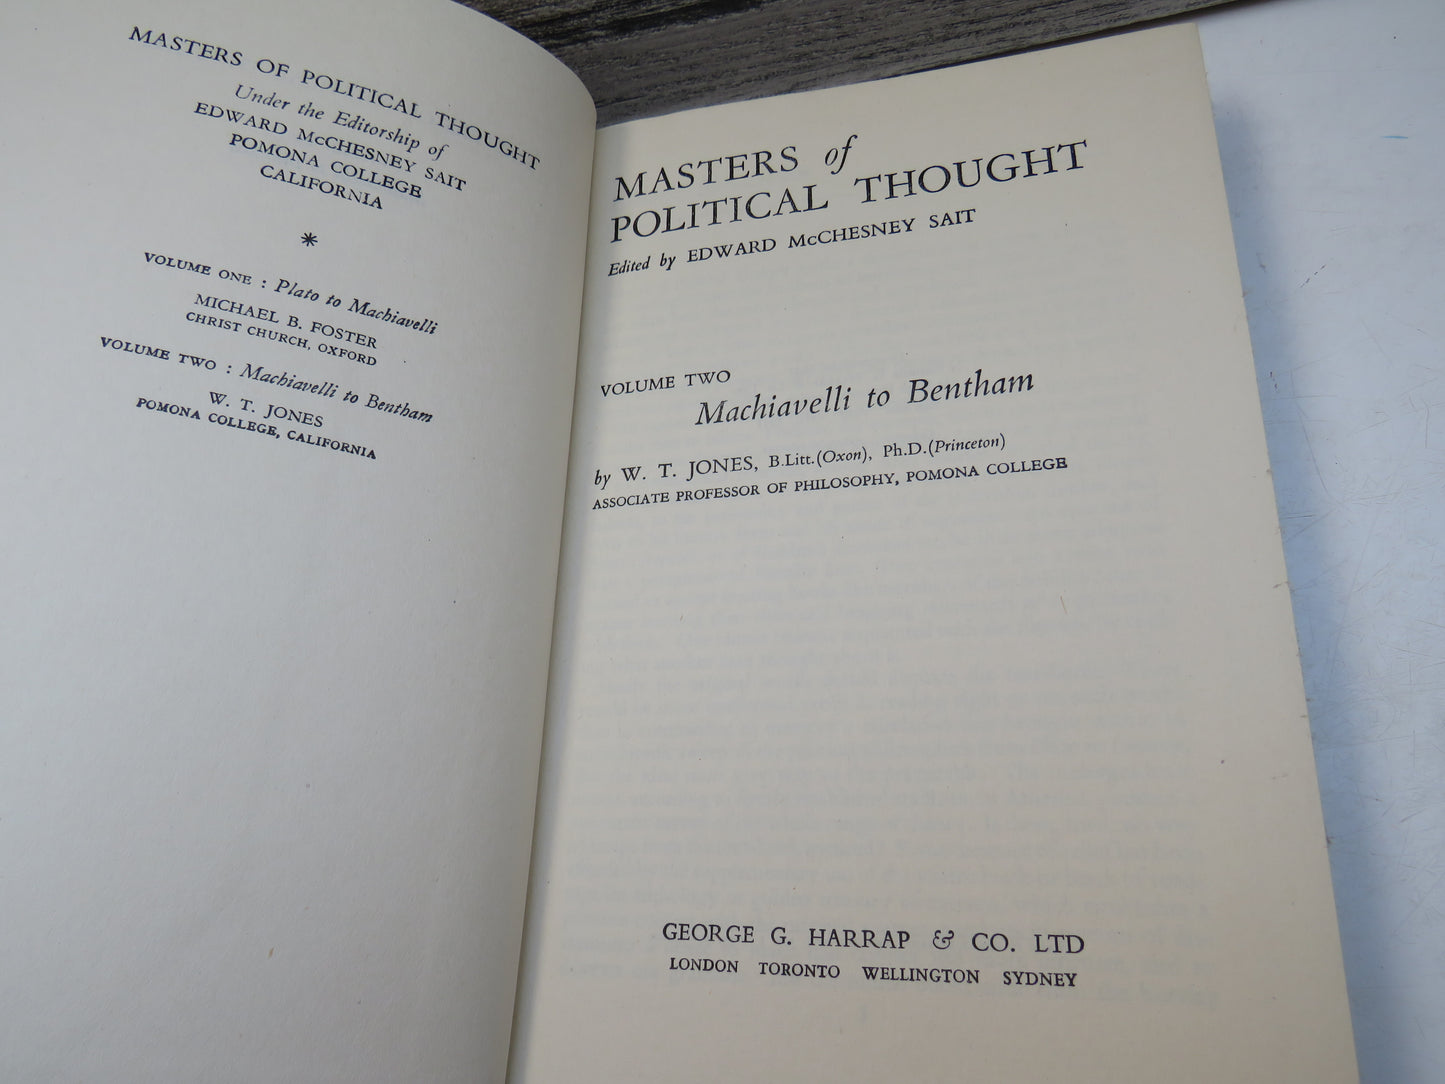 MASTERS OF POLITICAL THOUGHT
Under the Editorship of
EDWARD McCHESNEY SAIT
POMONA COLLEGE
CALIFORNIA
*
VOLUME ONE : Plato to Machiavelli
MICHAEL B. FOSTER
CHRIST CHURCH, OXFORD
VOLUME TWO : Machiavelli to Bentham
W. T. JONES
POMONA COLLEGE, CALIFORNIA
MASTERS of
POLITICAL THOUGHT
Edited by EDWARD McCHESNEY SAIT
VOLUME TWO
Machiavelli to Bentham
by W. T. JONES, B.Litt.(Oxon), Ph.D.(Princeton)
ASSOCIATE PROFESSOR OF PHILOSOPHY, POMONA COLLEGE
GEORGE G. HARRAP & CO. LTD
LONDON TORONTO WELLINGTON SYDNEY